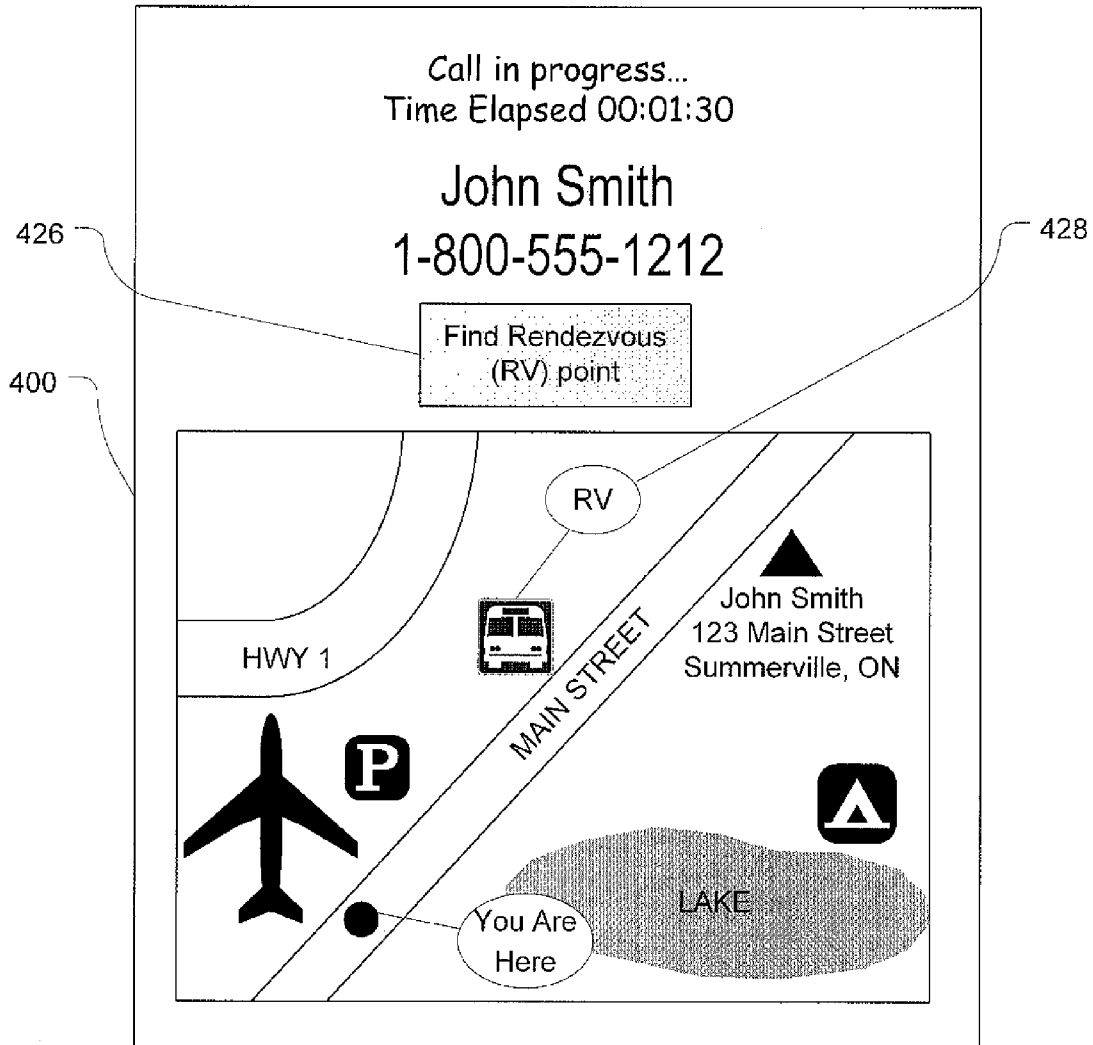 Call in progress...
Time Elapsed 00:01:30
John Smith
1-800-555-1212
426
428
Find Rendezvous
(RV) point
400
RV
John Smith
123 Main Street
Summerville, ON
HWY 1
MAIN STREET
P
LAKE
You Are
Here